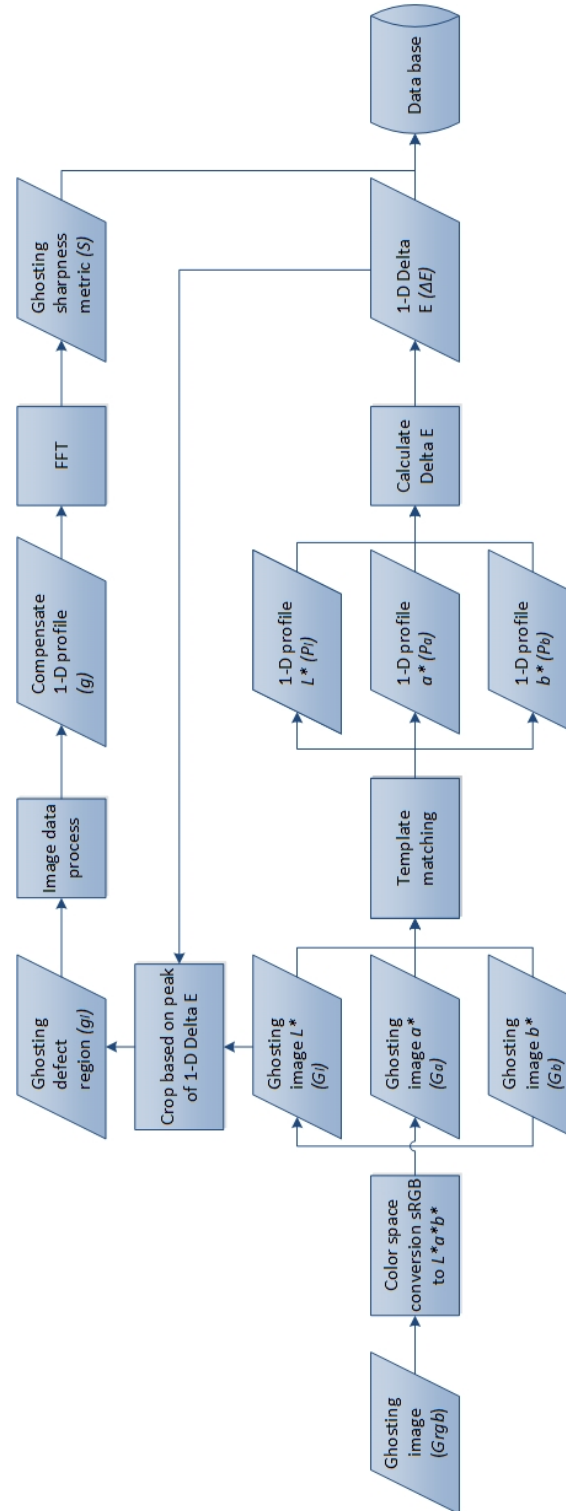 Ghosting
image
(Grgb)
Color space
conversion sRGB
to L*a*b*
Ghosting
image L*
(Gl)
Ghosting
image a*
(Ga)
Ghosting
image b*
(Gb)
Template
matching
1-D profile
L* (Pl)
1-D profile
a* (Pa)
1-D profile
b* (Pb)
Calculate
Delta E
1-D Delta
E (ΔE)
Data base
Crop based on peak
of 1-D Delta E
Ghosting
defect
region (gl)
Image data
process
Compensate
1-D profile
(g)
FFT
Ghosting
sharpness
metric (S)